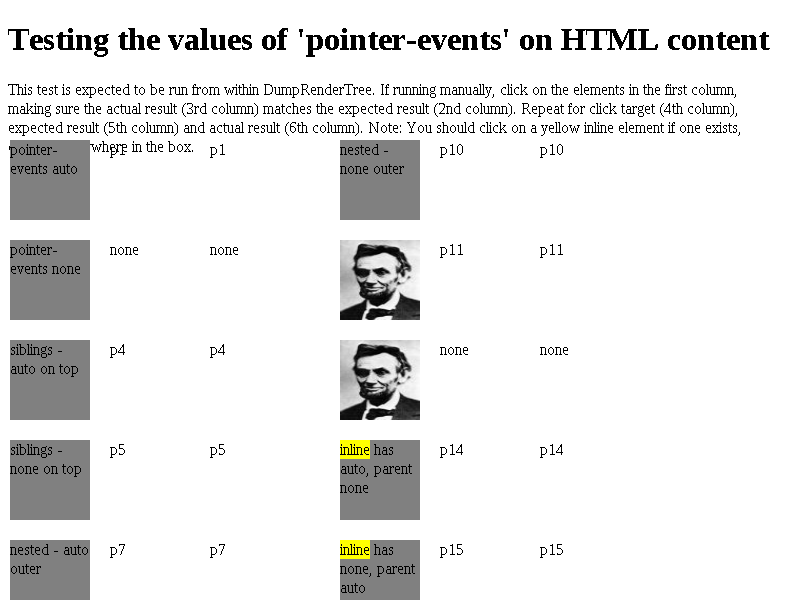 Testing the values of 'pointer-events' on HTML content
This test is expected to be run from within DumpRenderTree. If running manually, click on the elements in the first column,
making sure the actual result (3rd column) matches the expected result (2nd column). Repeat for click target (4th column),
expected result (5th column) and actual result (6th column). Note: You should click on a yellow inline element if one exists,
where in the box.
pointer-
events auto
p1
p1
nested -
none outer
p10
p10
pointer-
events none
none
none
p11
p11
siblings -
auto on top
p4
p4
none
none
siblings -
none on top
p5
p5
inline has
auto, parent
none
p14
p14
nested - auto
outer
p7
p7
inline has
none, parent
auto
p15
p15